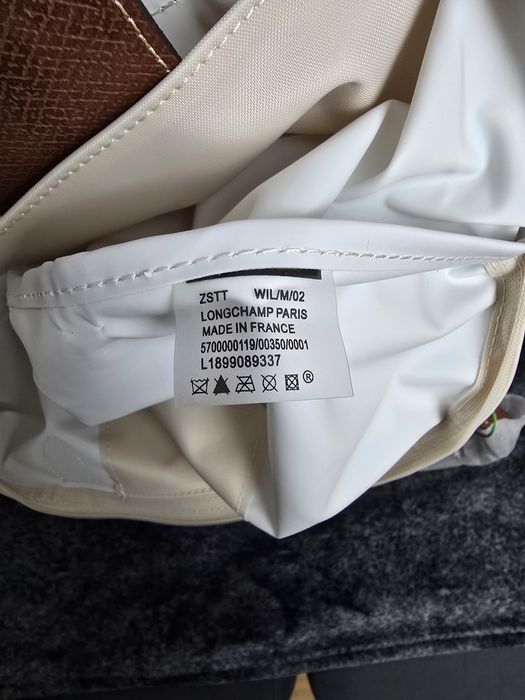 ZSTT WIL/M/02
LONGCHAMP PARIS
MADE IN FRANCE
5700000119/00350/0001
L1899089337
®